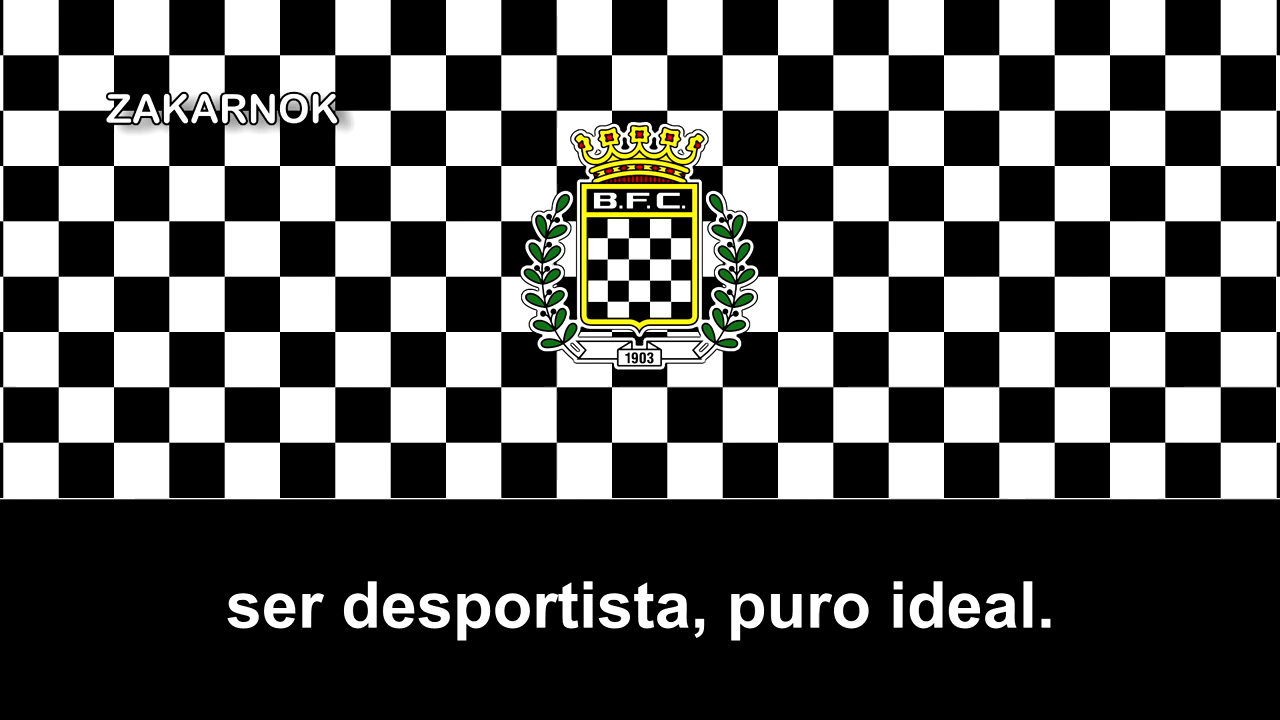 ZAKARNOK
B.F.C.
1903
ser desportista, puro ideal.